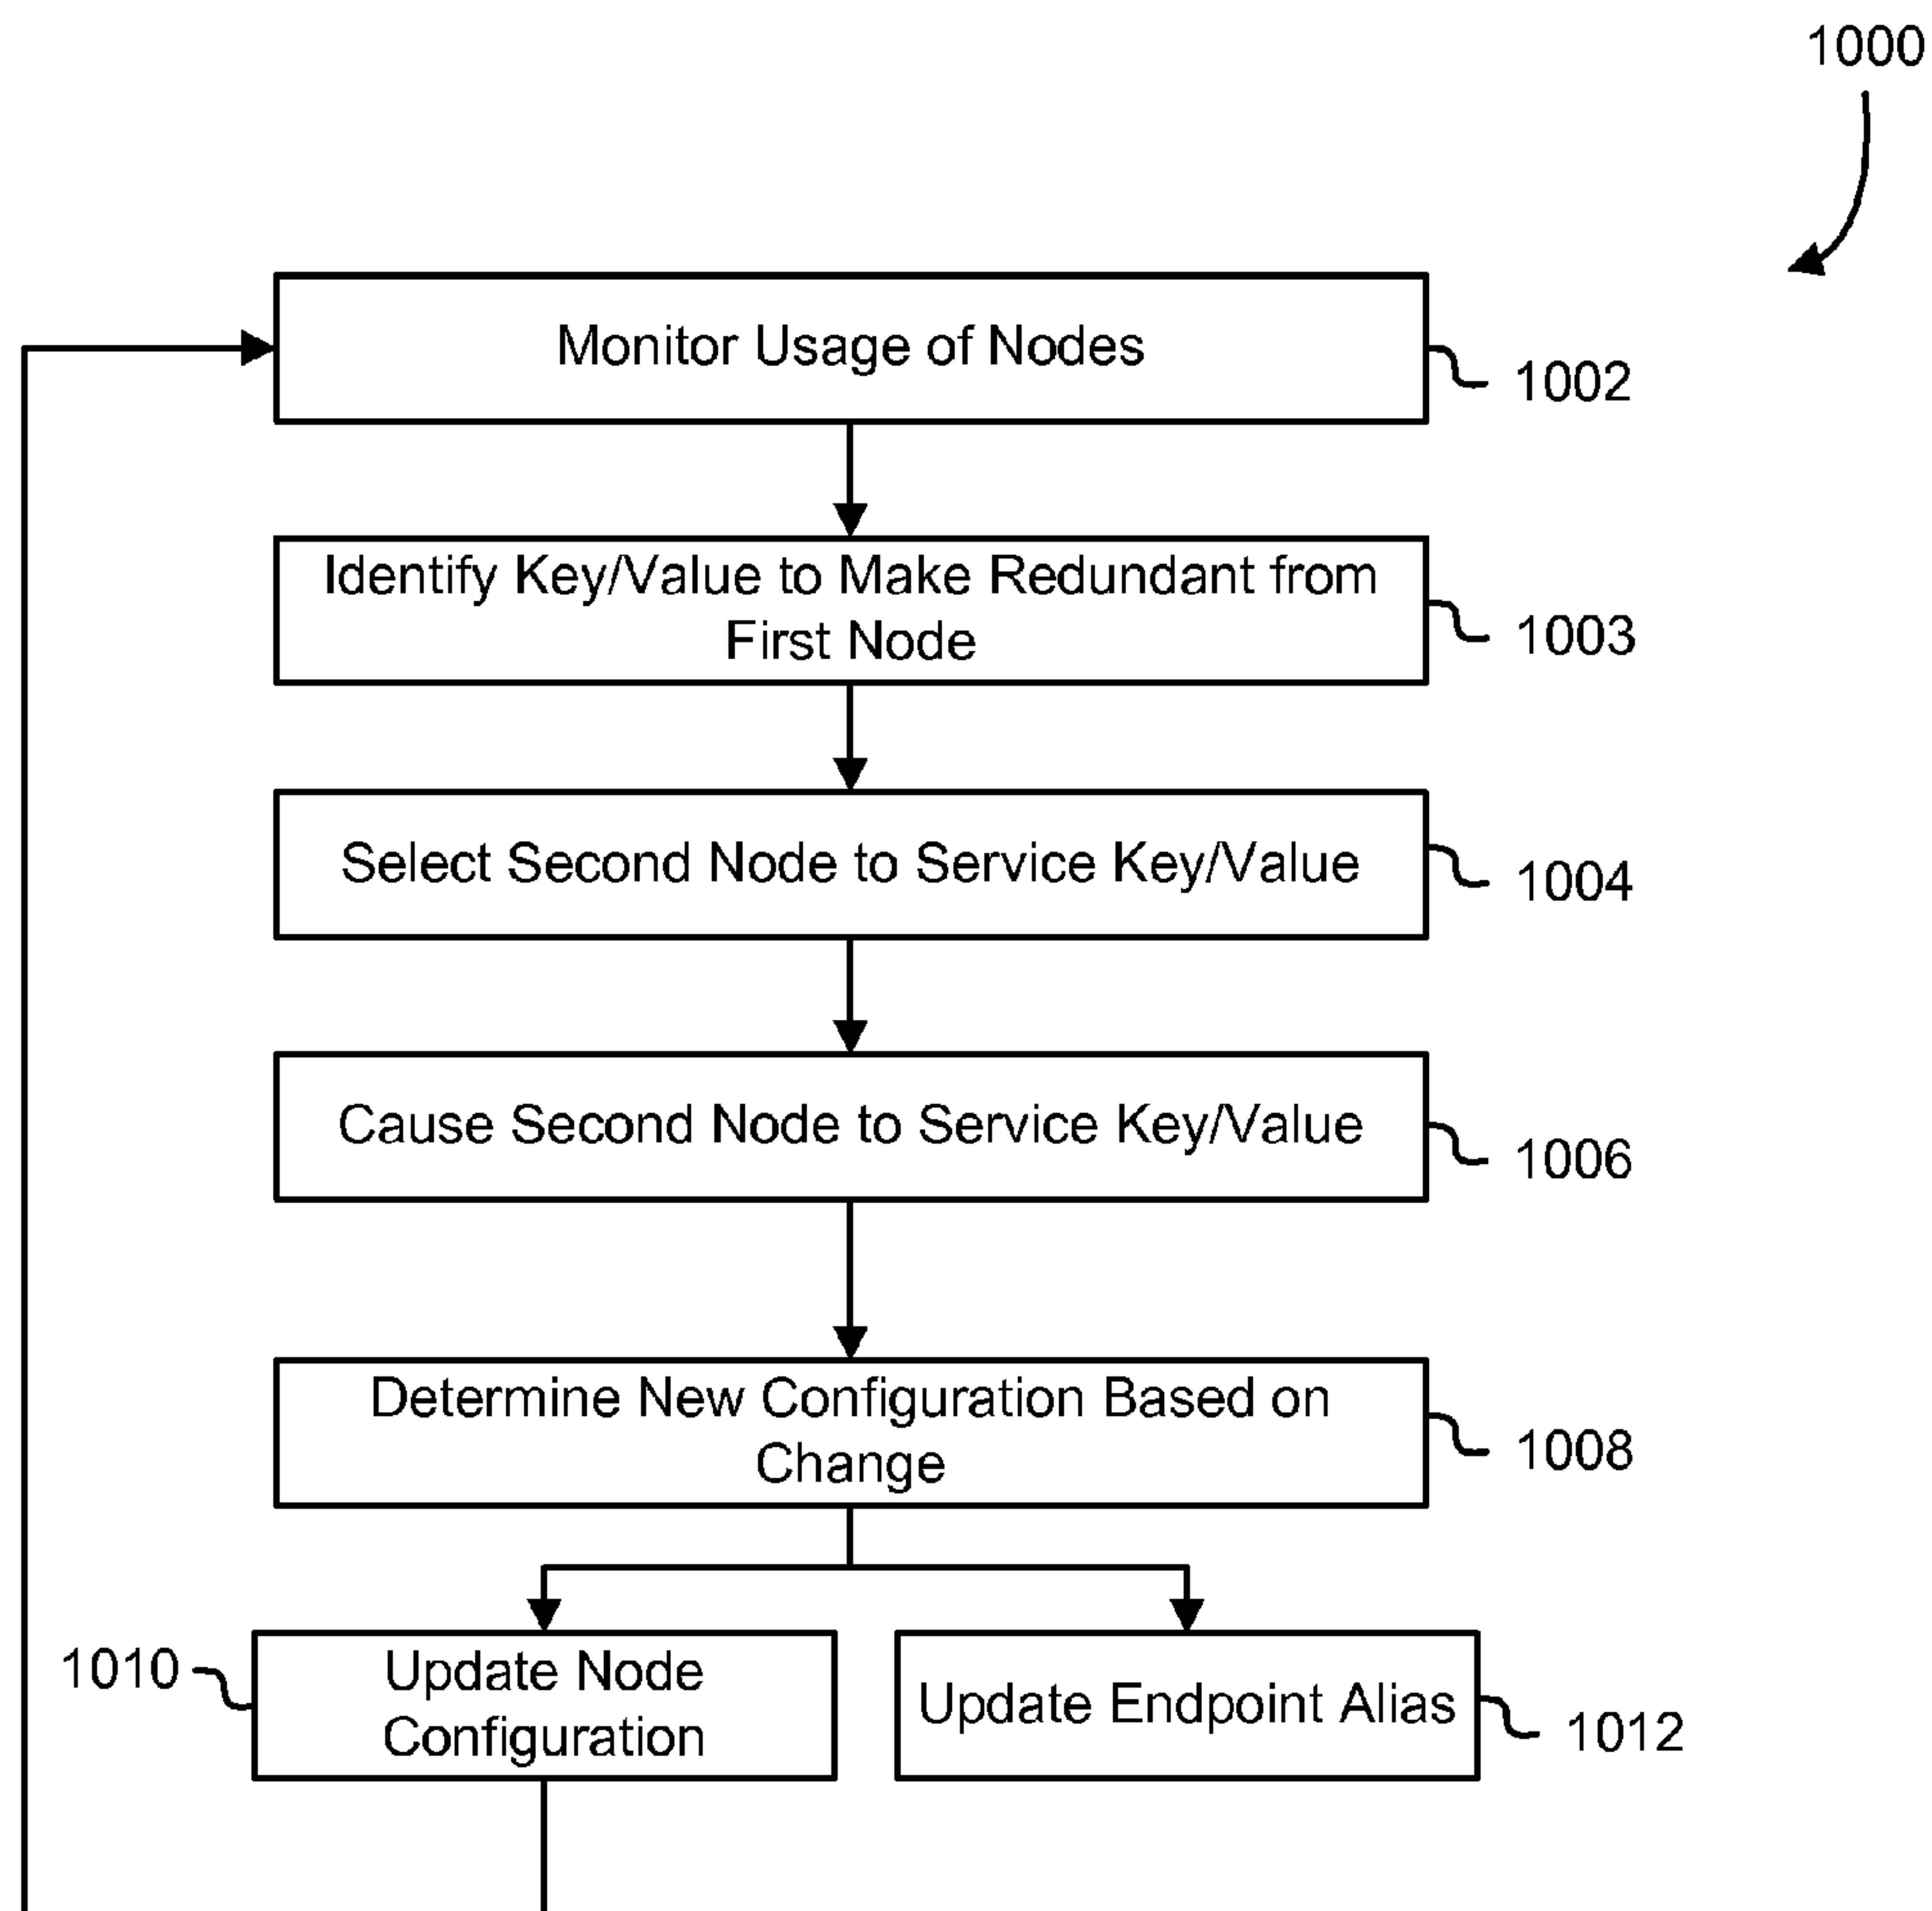 1000
Monitor Usage of Nodes
1002
Identify Key/Value to Make Redundant from
First Node
1003
Select Second Node to Service Key/Value
1004
Cause Second Node to Service Key/Value
1006
Determine New Configuration Based on
Change
1008
1010
Update Node
Configuration
Update Endpoint Alias
1012